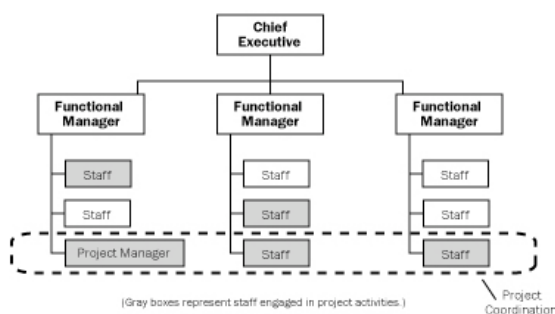 Chief
Executive
Functional
Manager
Functional
Manager
Functional
Manager
Staff
Staff
Staff
Staff
Staff
Staff
Project Manager
Staff
Staff
(Gray boxes represent staff engaged in project activities.)
Project
Coordination